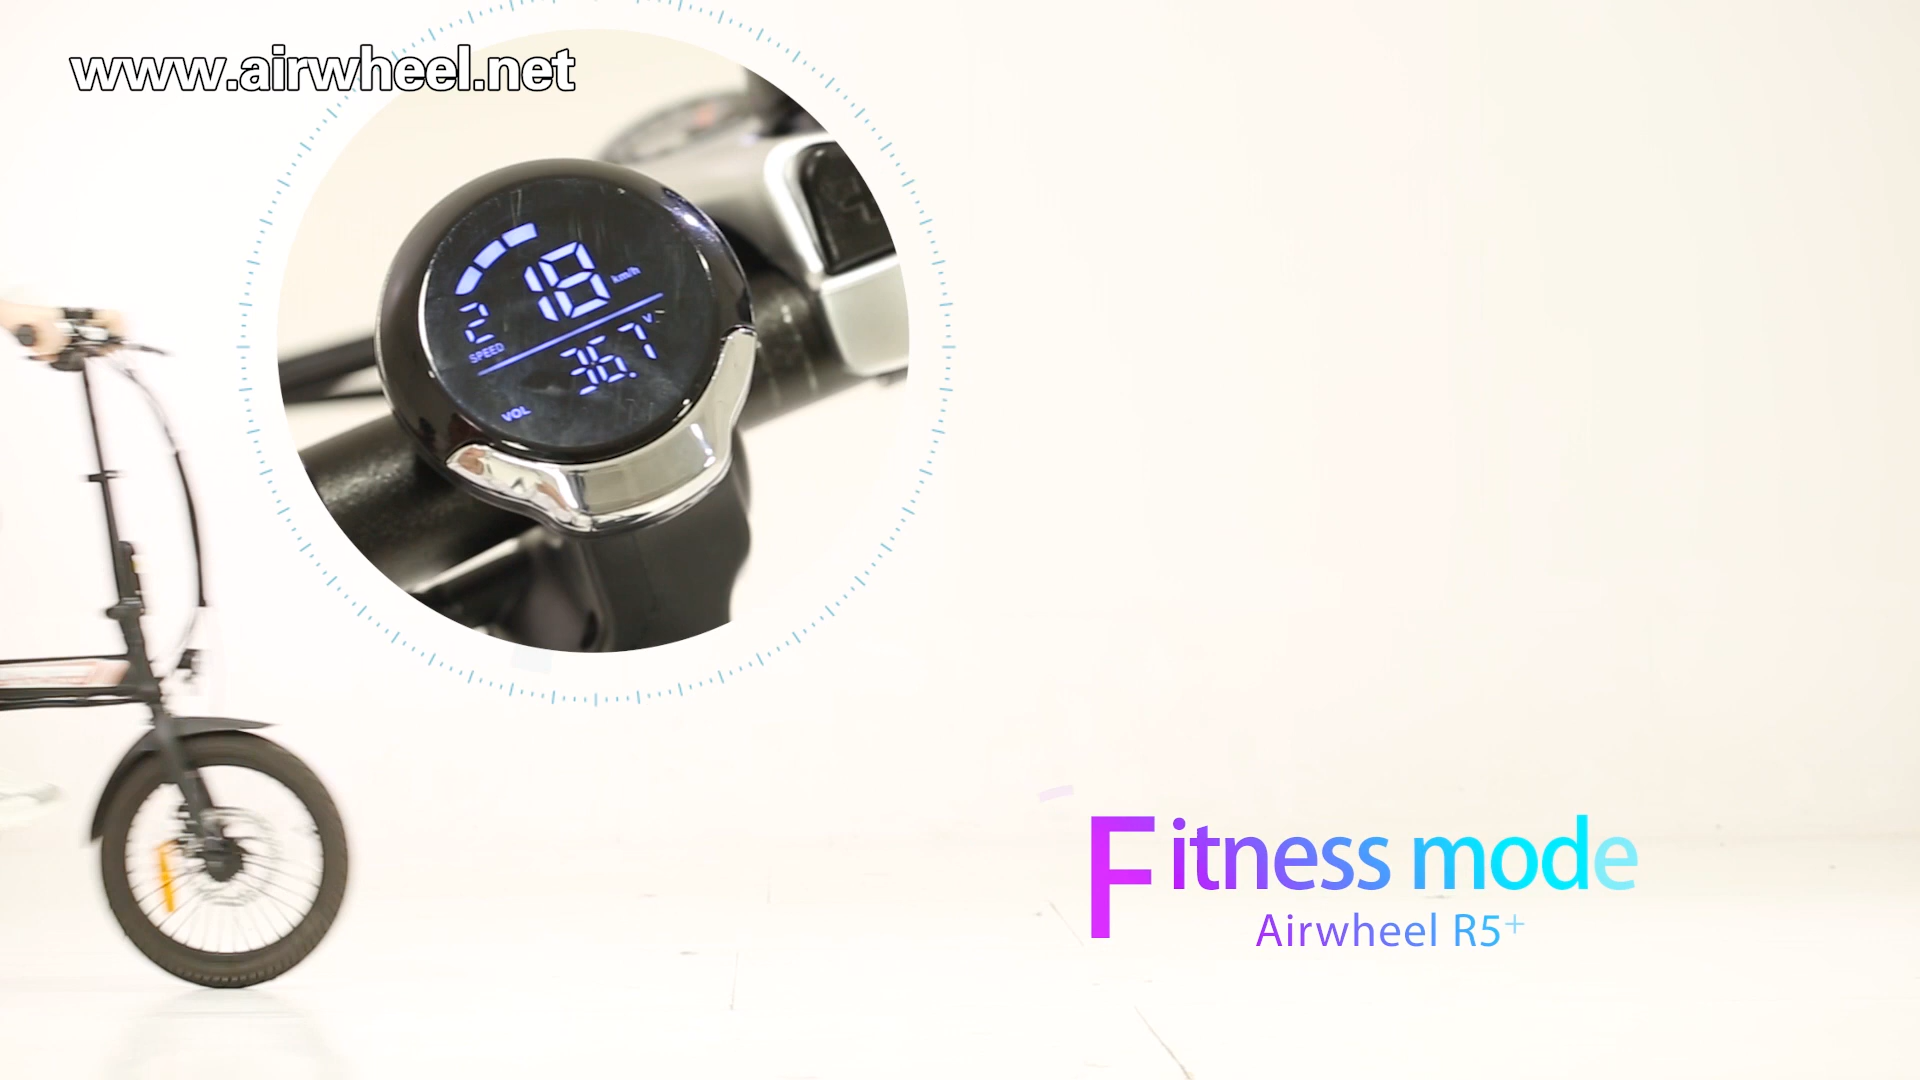 www.airwheel.net
18 km/h
2
SPEED
36.7 V
VOL
Fitness mode
Airwheel R5+